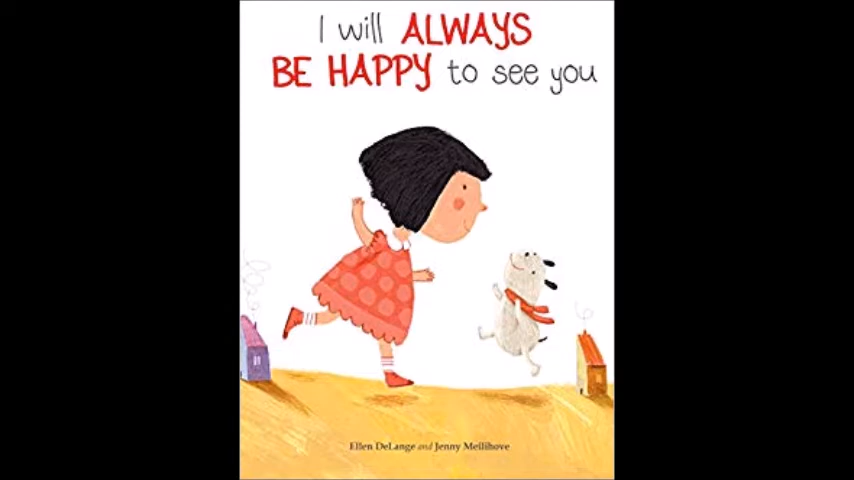 I will ALWAYS
BE HAPPY to see you
Ellen DeLange and Jenny Meilihove